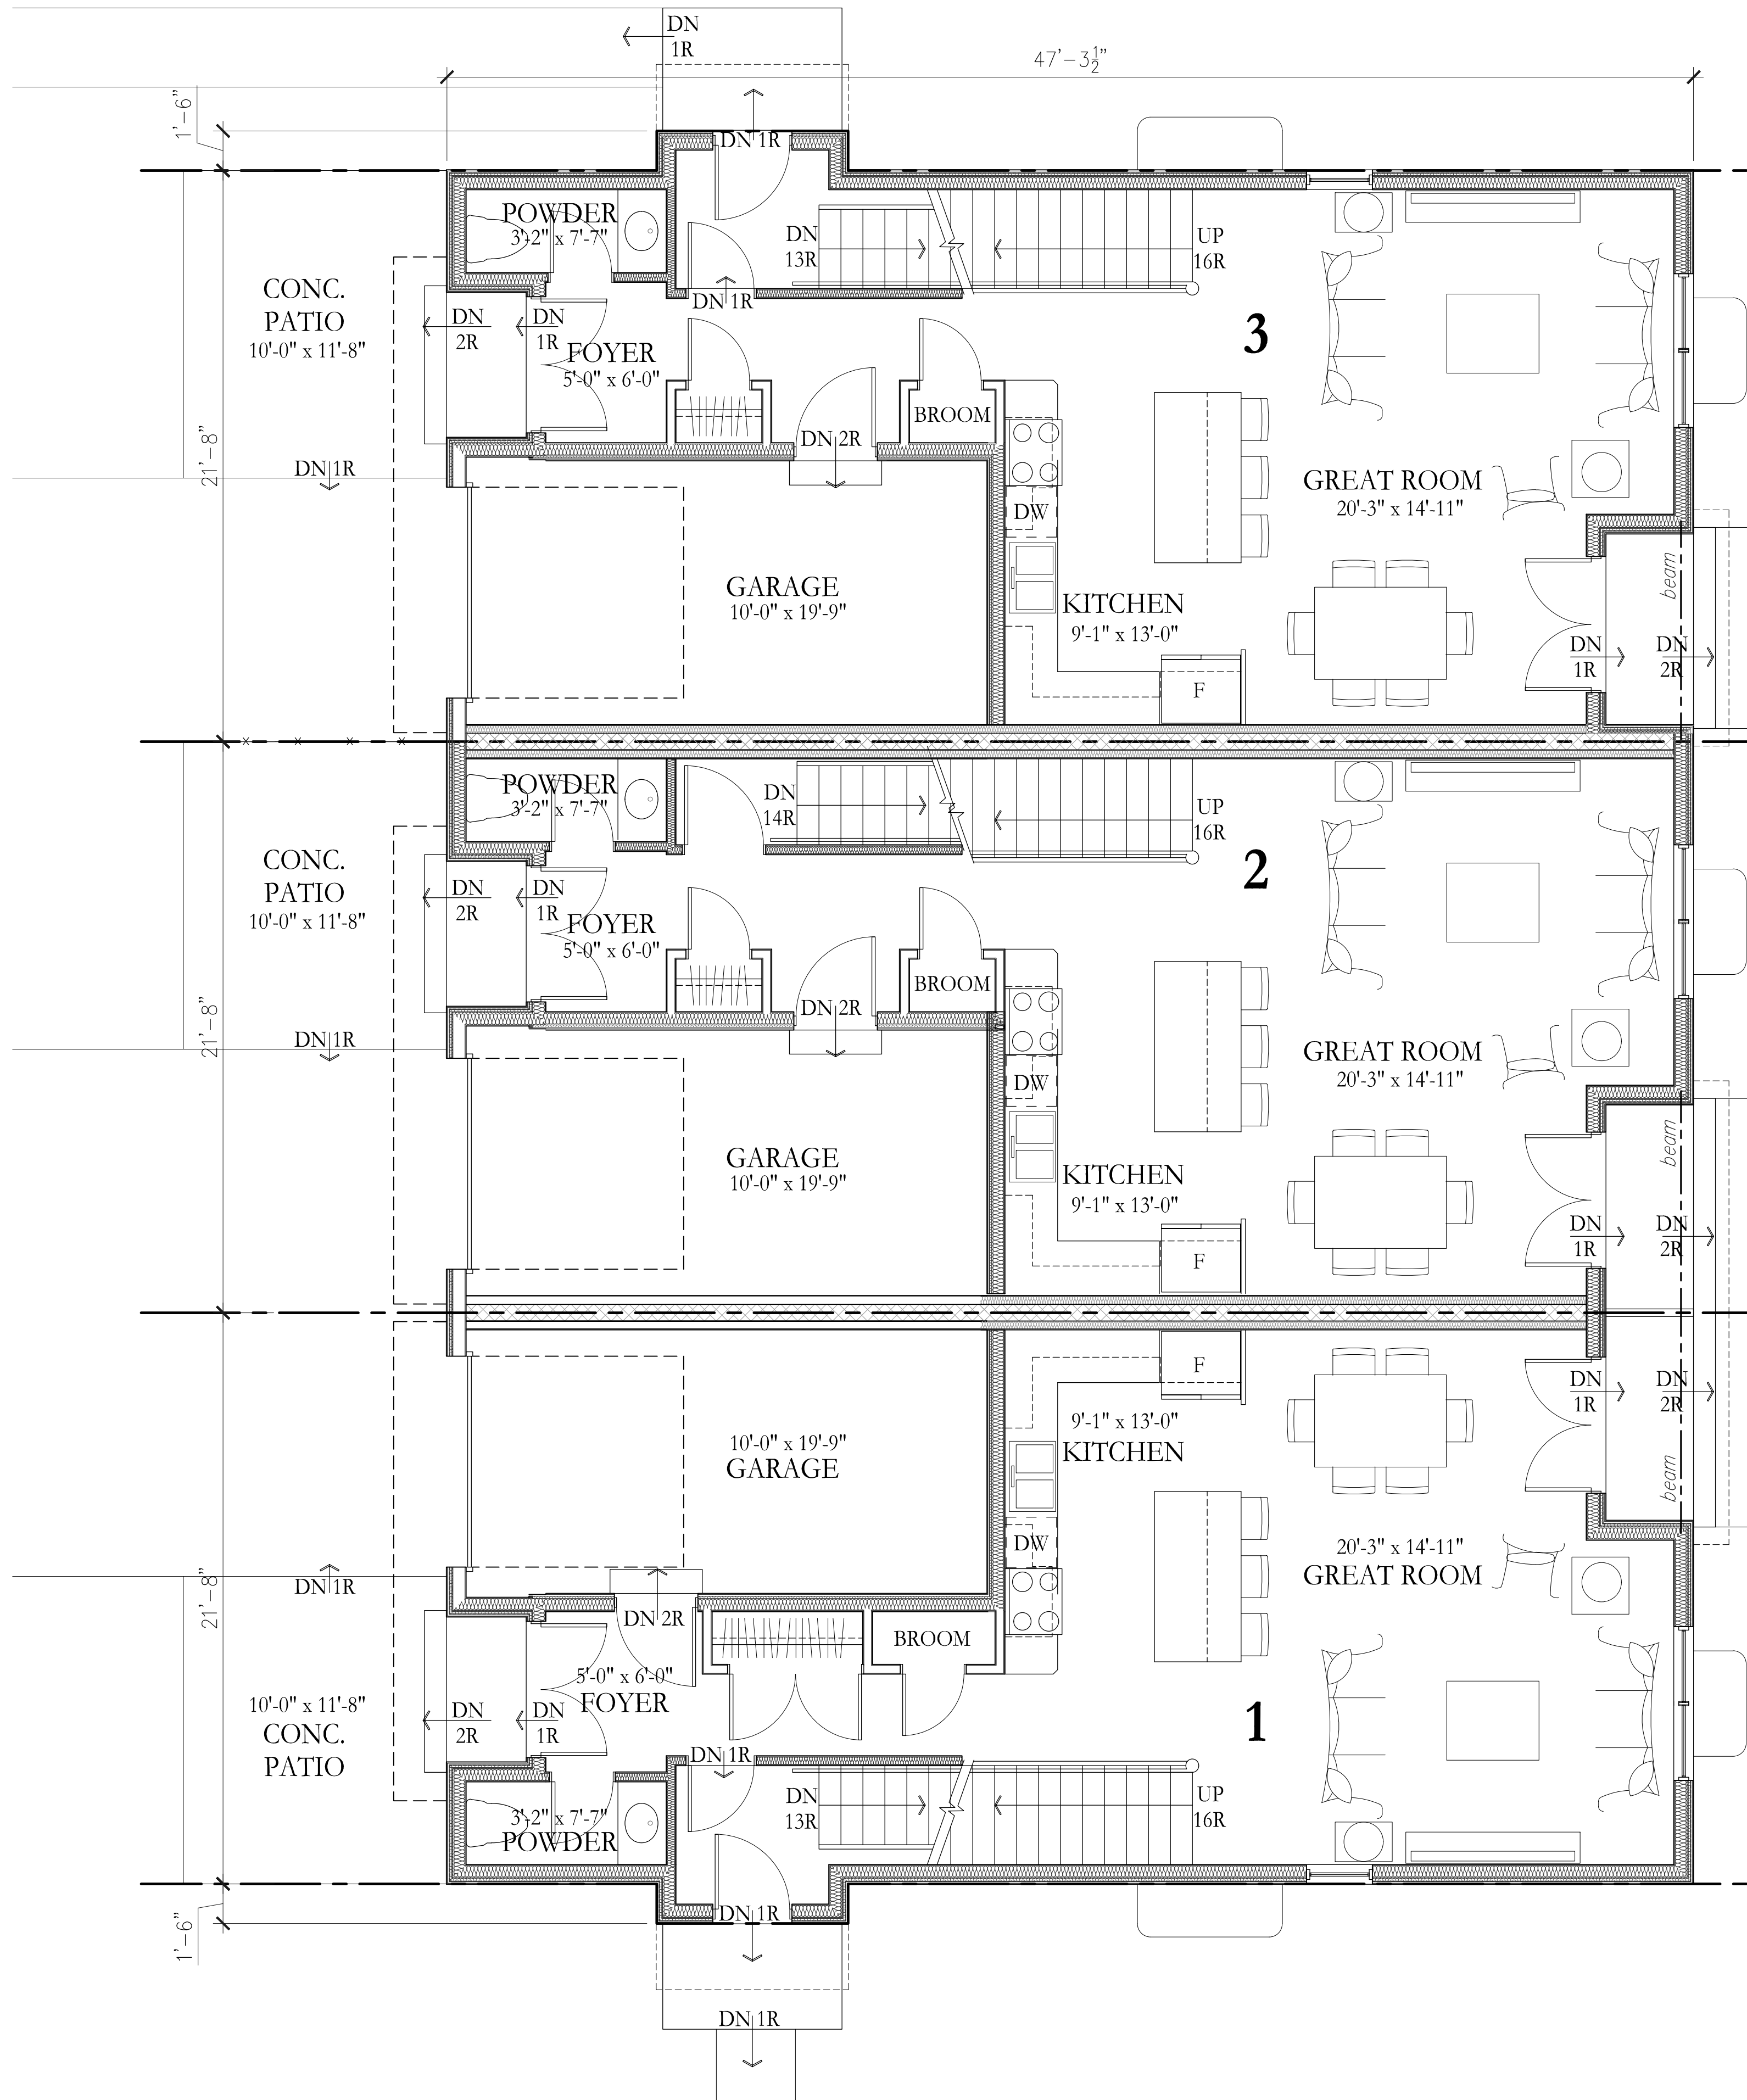 DN
1R
47'-3½"
1'-6"
DN 1R
POWDER
3'-2" x 7'-7"
DN
13R
UP
16R
CONC.
PATIO
10'-0" x 11'-8"
DN
2R
DN
1R
DN 1R
FOYER
5'-0" x 6'-0"
3
BROOM
21'-8"
DN 1R
DN 2R
DW
GREAT ROOM
20'-3" x 14'-11"
GARAGE
10'-0" x 19'-9"
KITCHEN
9'-1" x 13'-0"
beam
DN
1R
DN
2R
F
POWDER
3'-2" x 7'-7"
DN
14R
UP
16R
CONC.
PATIO
10'-0" x 11'-8"
DN
2R
DN
1R
FOYER
5'-0" x 6'-0"
2
BROOM
21'-8"
DN 1R
DN 2R
DW
GREAT ROOM
20'-3" x 14'-11"
GARAGE
10'-0" x 19'-9"
KITCHEN
9'-1" x 13'-0"
beam
DN
1R
DN
2R
F
F
DN
1R
DN
2R
9'-1" x 13'-0"
KITCHEN
10'-0" x 19'-9"
GARAGE
beam
DW
20'-3" x 14'-11"
GREAT ROOM
21'-8"
DN 1R
DN 2R
BROOM
5'-0" x 6'-0"
FOYER
10'-0" x 11'-8"
CONC.
PATIO
DN
2R
DN
1R
1
DN 1R
DN
13R
UP
16R
3'-2" x 7'-7"
POWDER
1'-6"
DN 1R
DN 1R